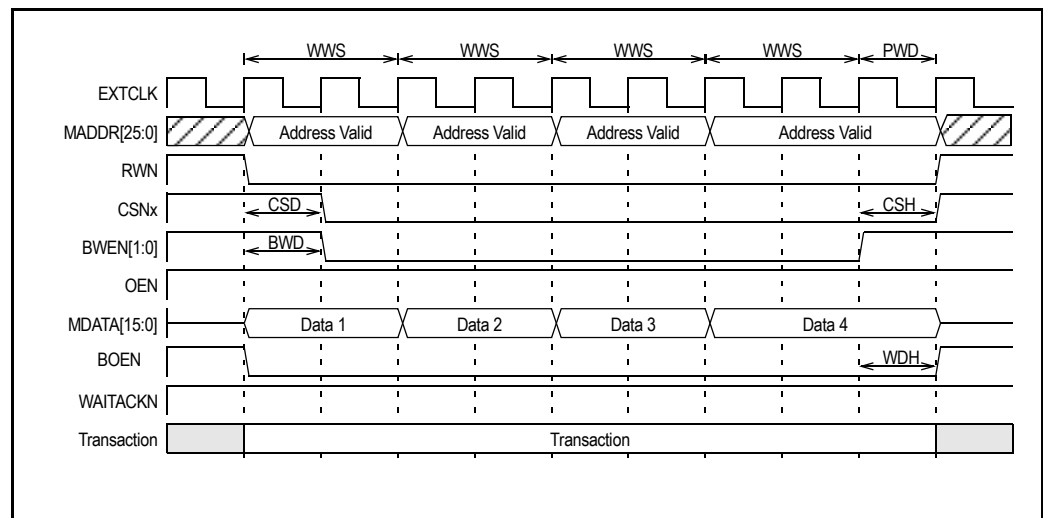 WWS WWS WWS WWS PWD
EXTCLK
MADDR[25:0] Address Valid Address Valid Address Valid Address Valid
RWN
CSNx CSD CSH
BWEN[1:0] BWD
OEN
MDATA[15:0] Data 1 Data 2 Data 3 Data 4
BOEN WDH
WAITACKN
Transaction Transaction